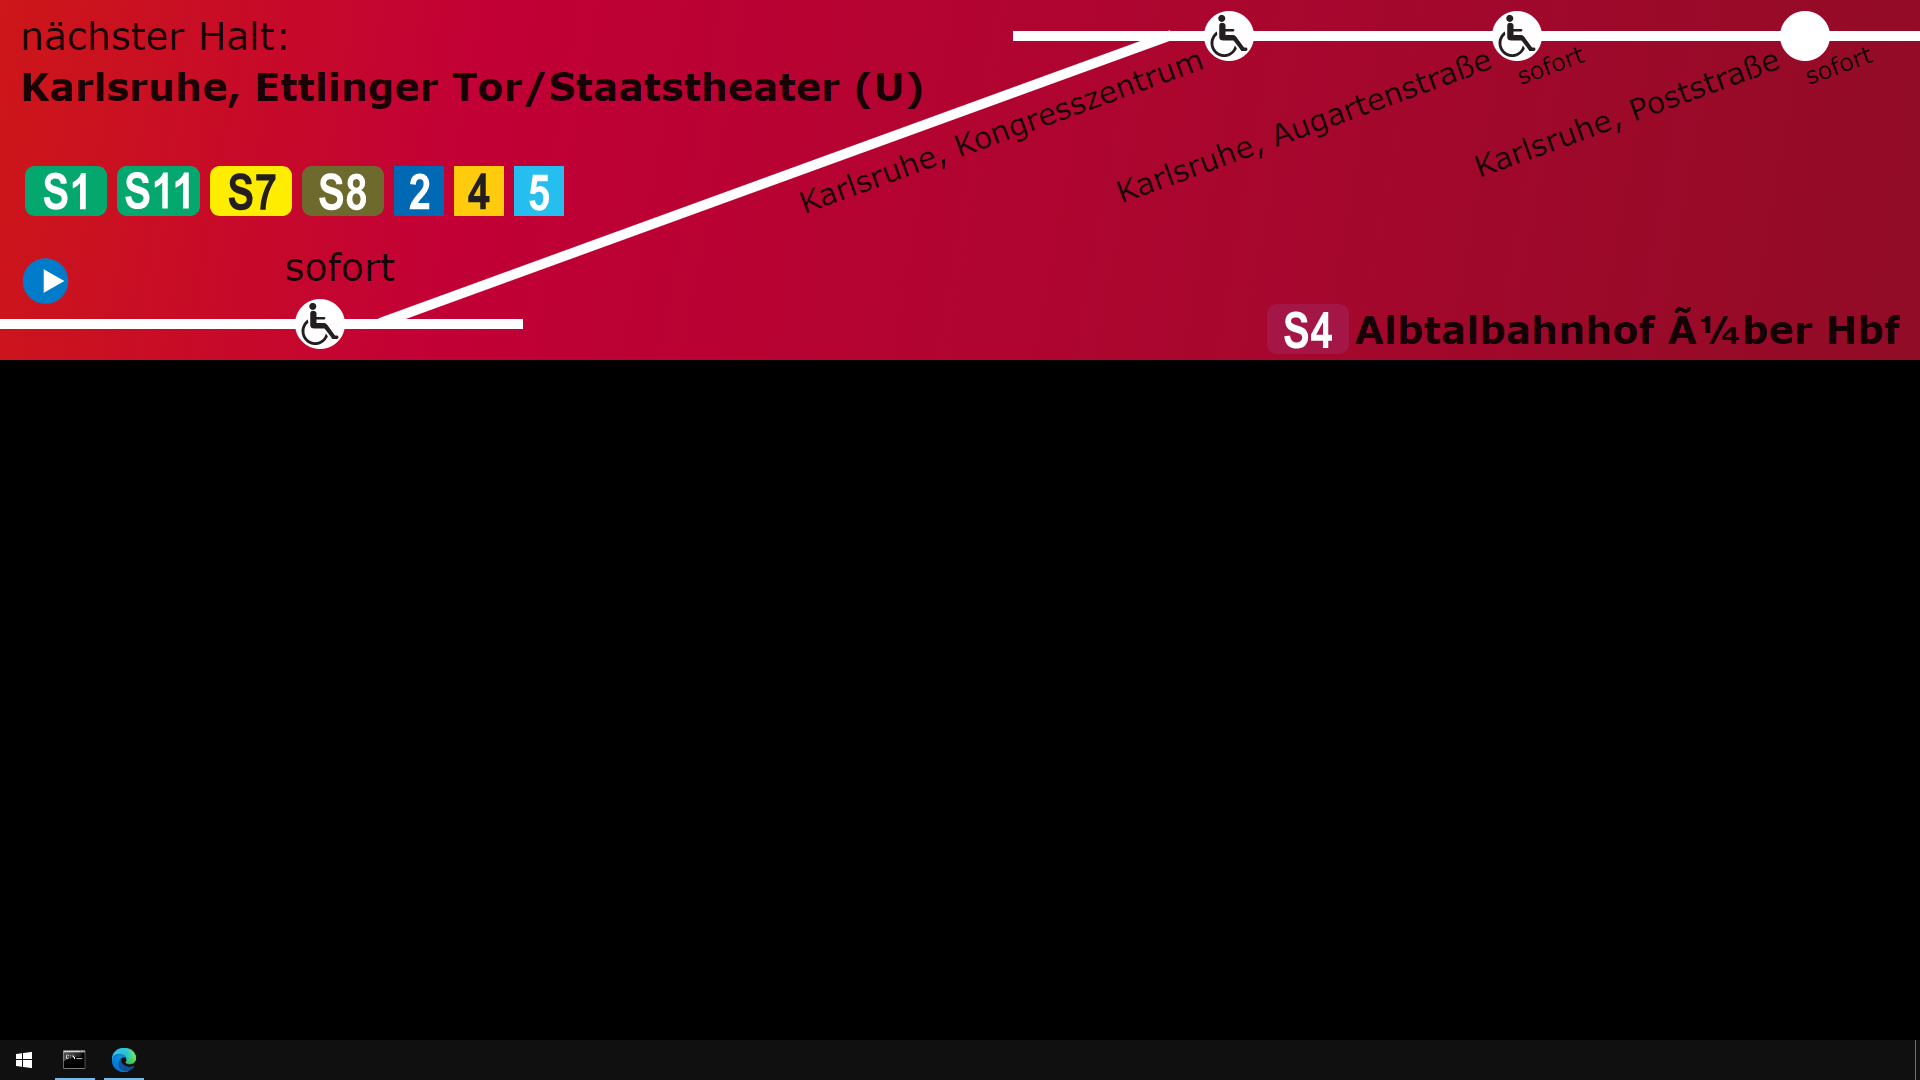 nächster Halt:
Karlsruhe, Ettlinger Tor/Staatstheater (U)
S1 S11 S7 S8 2 4 5
sofort
Karlsruhe, Kongresszentrum
Karlsruhe, Augartenstraße
sofort
Karlsruhe, Poststraße
sofort
S4 Albtalbahnhof Ã¼ber Hbf